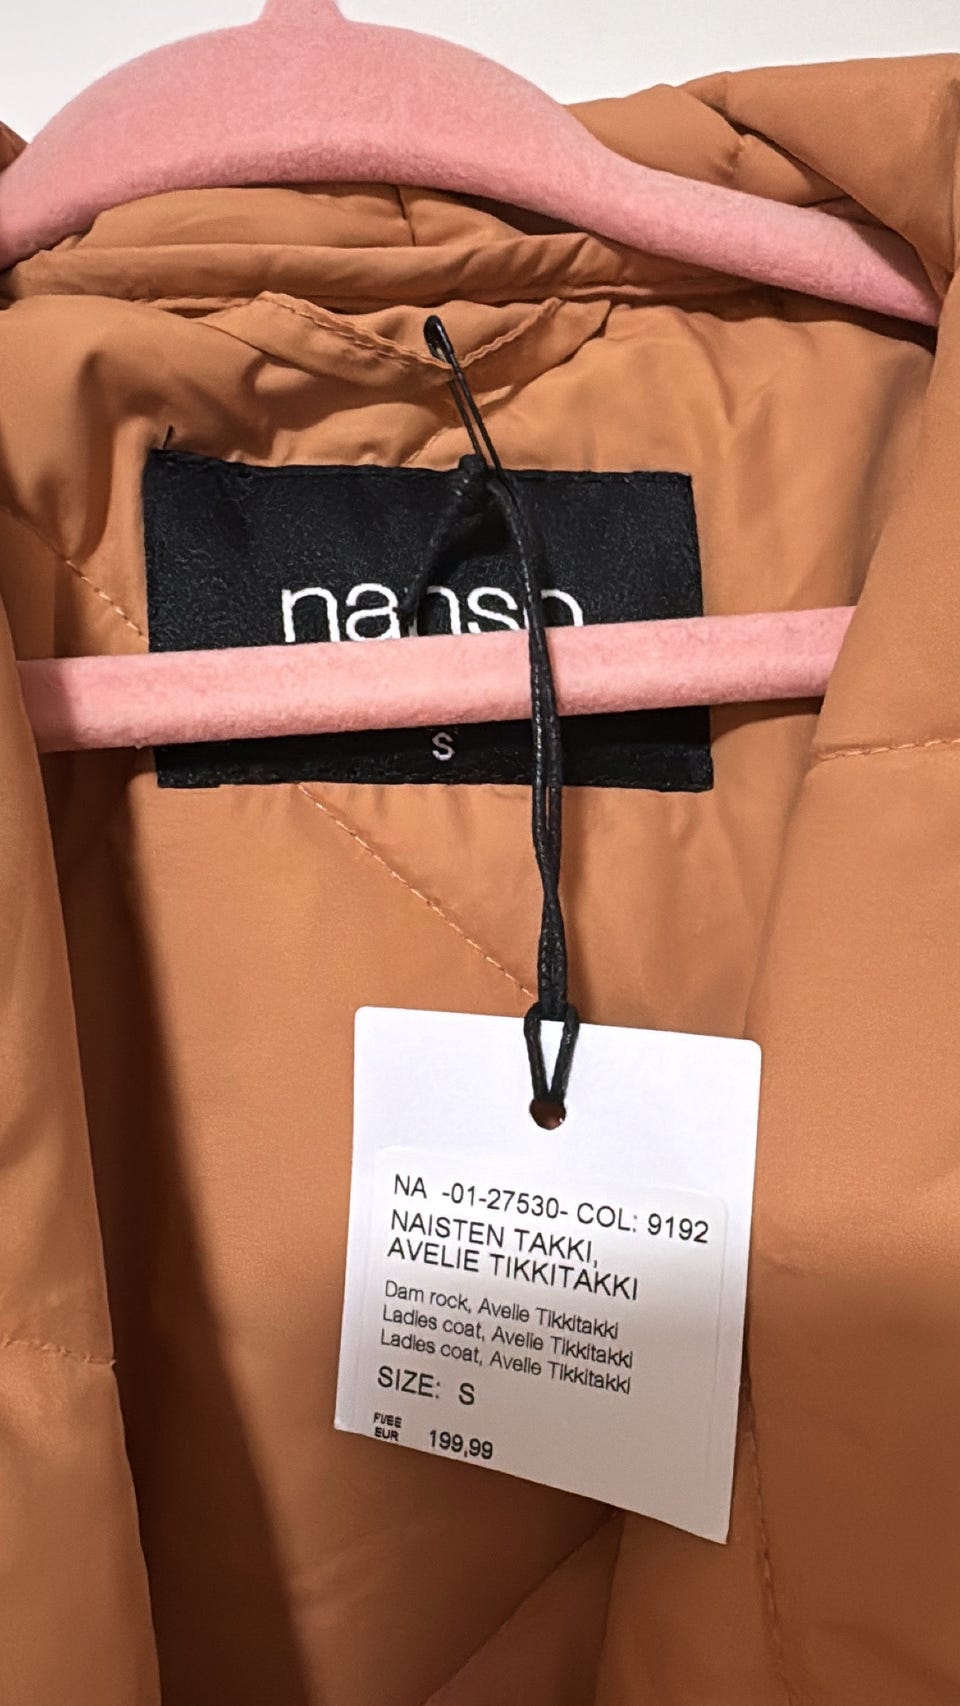 nanso
S
NA -01-27530- COL: 9192
NAISTEN TAKKI,
AVELIE TIKKITAKKI
Dam rock, Avelie Tikkitakki
Ladies coat, Avelie Tikkitakki
Ladies coat, Avelie Tikkitakki
SIZE: S
FI/EE
EUR 199,99